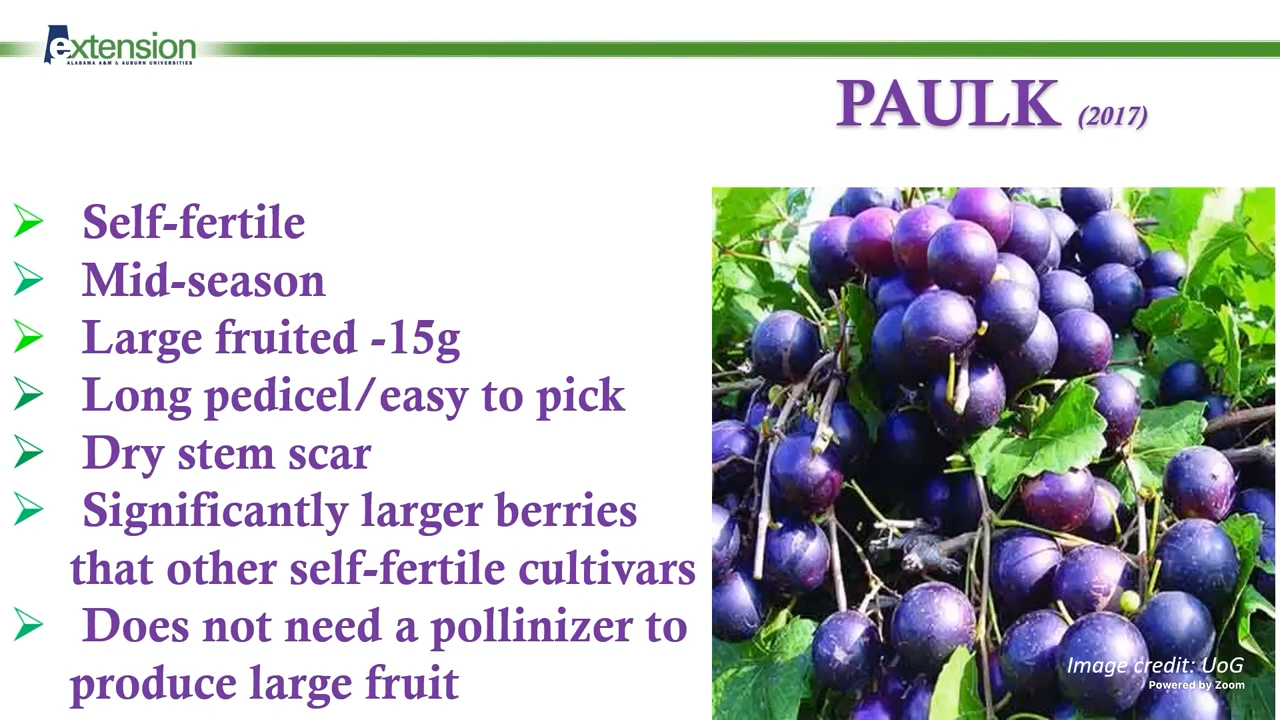 extension
ALABAMA A&M & AUBURN UNIVERSITIES
PAULK (2017)
Self-fertile
Mid-season
Large fruited -15g
Long pedicel/easy to pick
Dry stem scar
Significantly larger berries
that other self-fertile cultivars
Does not need a pollinizer to
produce large fruit
Image credit: UoG
Powered by Zoom